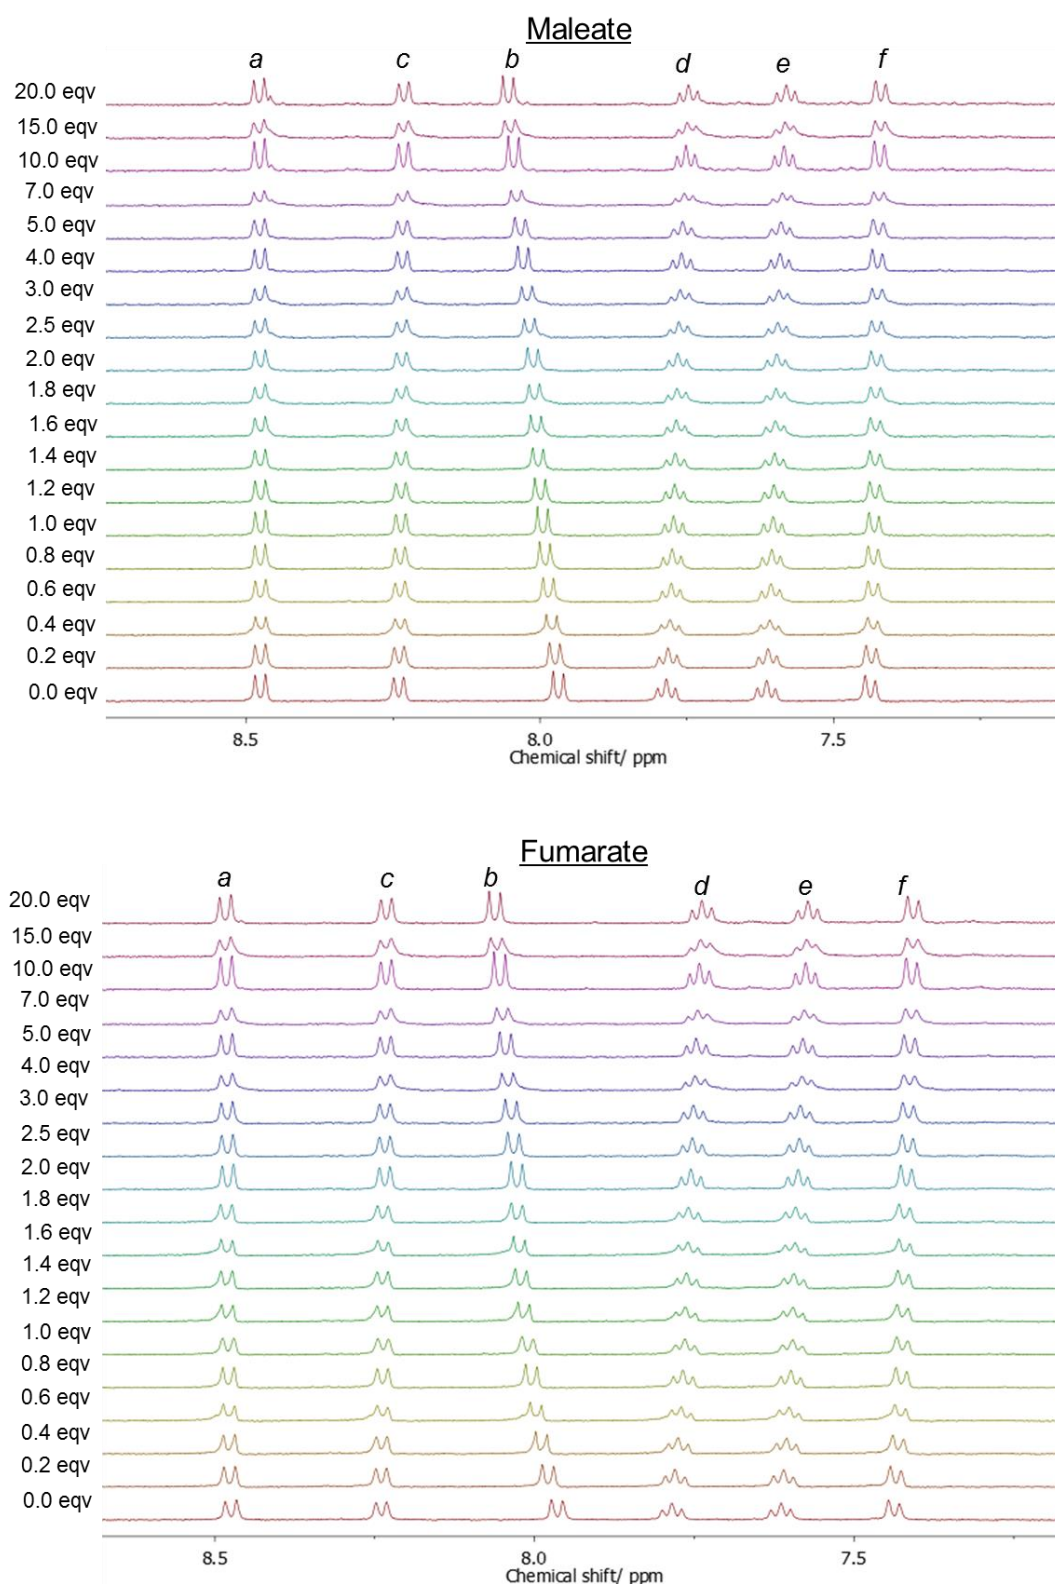 Maleate
a c b d e f
20.0 eqv
15.0 eqv
10.0 eqv
7.0 eqv
5.0 eqv
4.0 eqv
3.0 eqv
2.5 eqv
2.0 eqv
1.8 eqv
1.6 eqv
1.4 eqv
1.2 eqv
1.0 eqv
0.8 eqv
0.6 eqv
0.4 eqv
0.2 eqv
0.0 eqv
8.5 8.0 7.5
Chemical shift/ ppm
Fumarate
a c b d e f
20.0 eqv
15.0 eqv
10.0 eqv
7.0 eqv
5.0 eqv
4.0 eqv
3.0 eqv
2.5 eqv
2.0 eqv
1.8 eqv
1.6 eqv
1.4 eqv
1.2 eqv
1.0 eqv
0.8 eqv
0.6 eqv
0.4 eqv
0.2 eqv
0.0 eqv
8.5 8.0 7.5
Chemical shift/ ppm